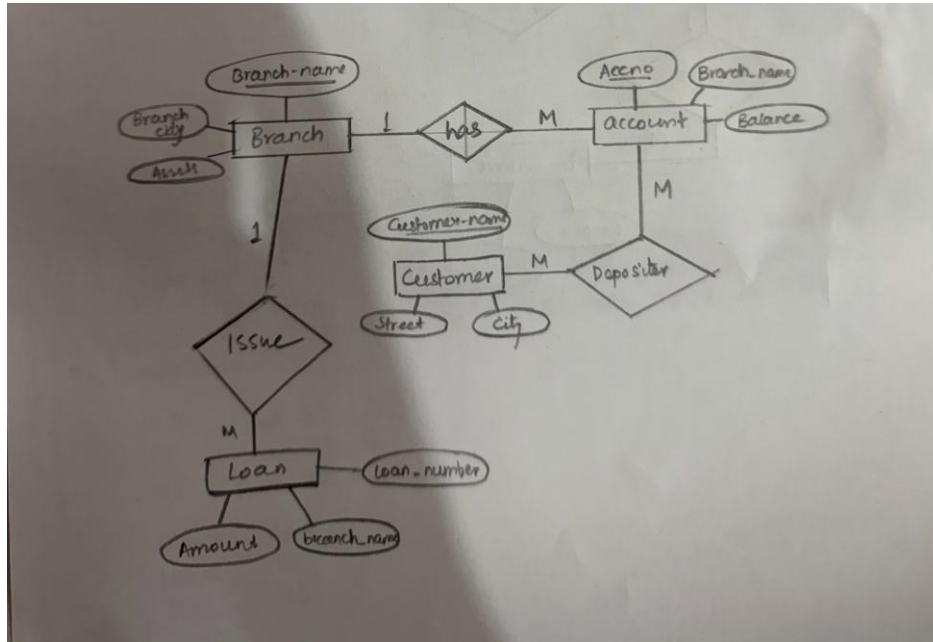 Branch-name
Accno
Branch_name
Branch
city
Branch
1
has
M
account
Balance
Assets
M
1
Customer-name
Customer
M
Depositer
Street
City
Issue
M
Loan
loan_number
Amount
branch_name